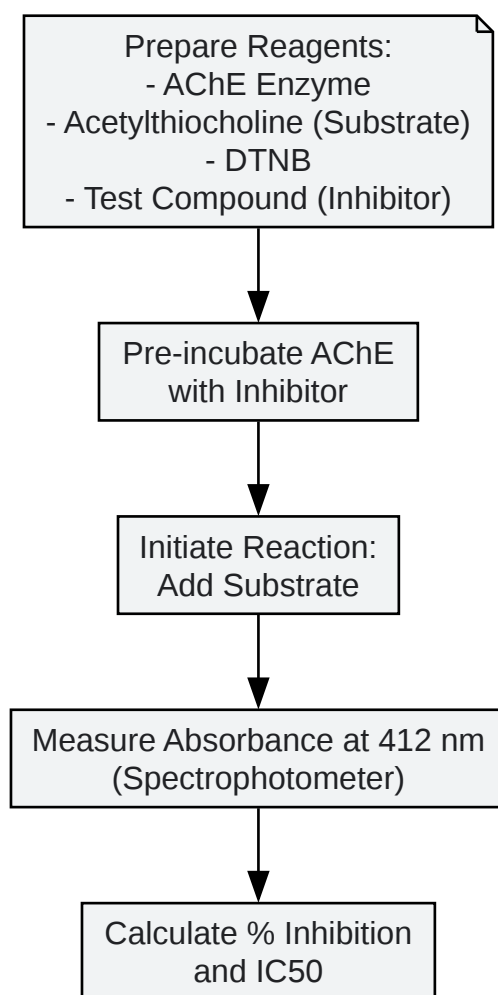 Prepare Reagents:
- AChE Enzyme
- Acetylthiocholine (Substrate)
- DTNB
- Test Compound (Inhibitor)
Pre-incubate AChE
with Inhibitor
Initiate Reaction:
Add Substrate
Measure Absorbance at 412 nm
(Spectrophotometer)
Calculate % Inhibition
and IC50